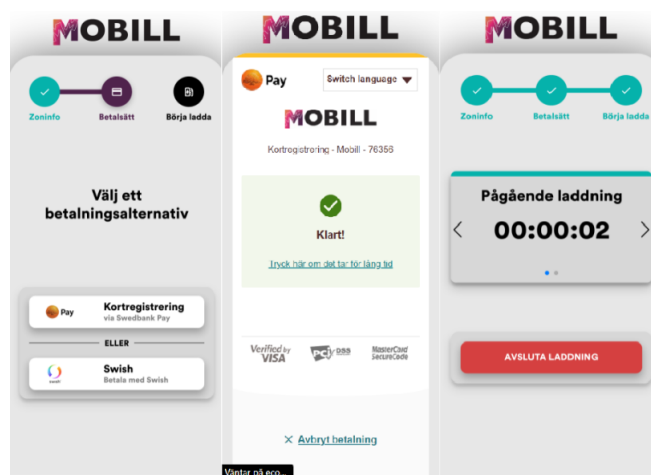 MOBILL
Zoninfo
Betalsätt
Börja ladda
Välj ett
betalningsalternativ
Pay
Kortregistrering
via Swedbank Pay
ELLER
swish
Swish
Betala med Swish
MOBILL
Pay
Switch language
MOBILL
Kortregistrering - Mobill - 76356
Klart!
Tryck här om det tar för lång tid
Verified by
VISA
PCI DSS
MasterCard
SecureCode
Avbryt betalning
Väntar på eco...
MOBILL
Zoninfo
Betalsätt
Börja ladda
Pågående laddning
00:00:02
AVSLUTA LADDNING